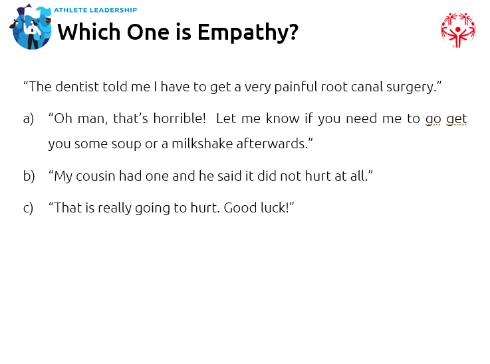 ATHLETE LEADERSHIP
Which One is Empathy?
“The dentist told me I have to get a very painful root canal surgery.”
a) “Oh man, that’s horrible! Let me know if you need me to go get
you some soup or a milkshake afterwards.”
b) “My cousin had one and he said it did not hurt at all.”
c) “That is really going to hurt. Good luck!”